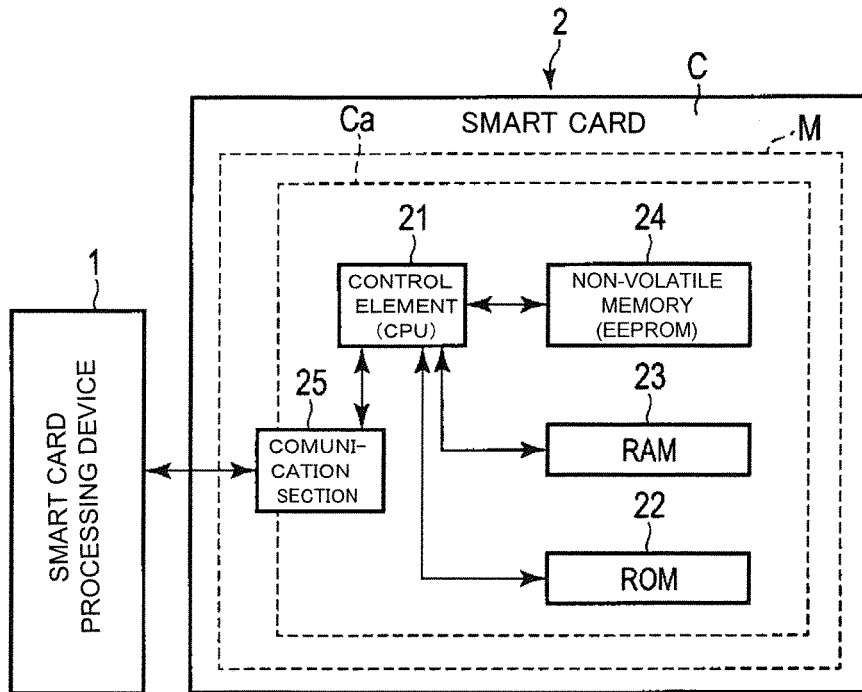 2
C
SMART CARD
Ca
M
21
CONTROL
ELEMENT
(CPU)
24
NON-VOLATILE
MEMORY
(EEPROM)
1
SMART CARD
PROCESSING DEVICE
25
COMUNI-
CATION
SECTION
23
RAM
22
ROM